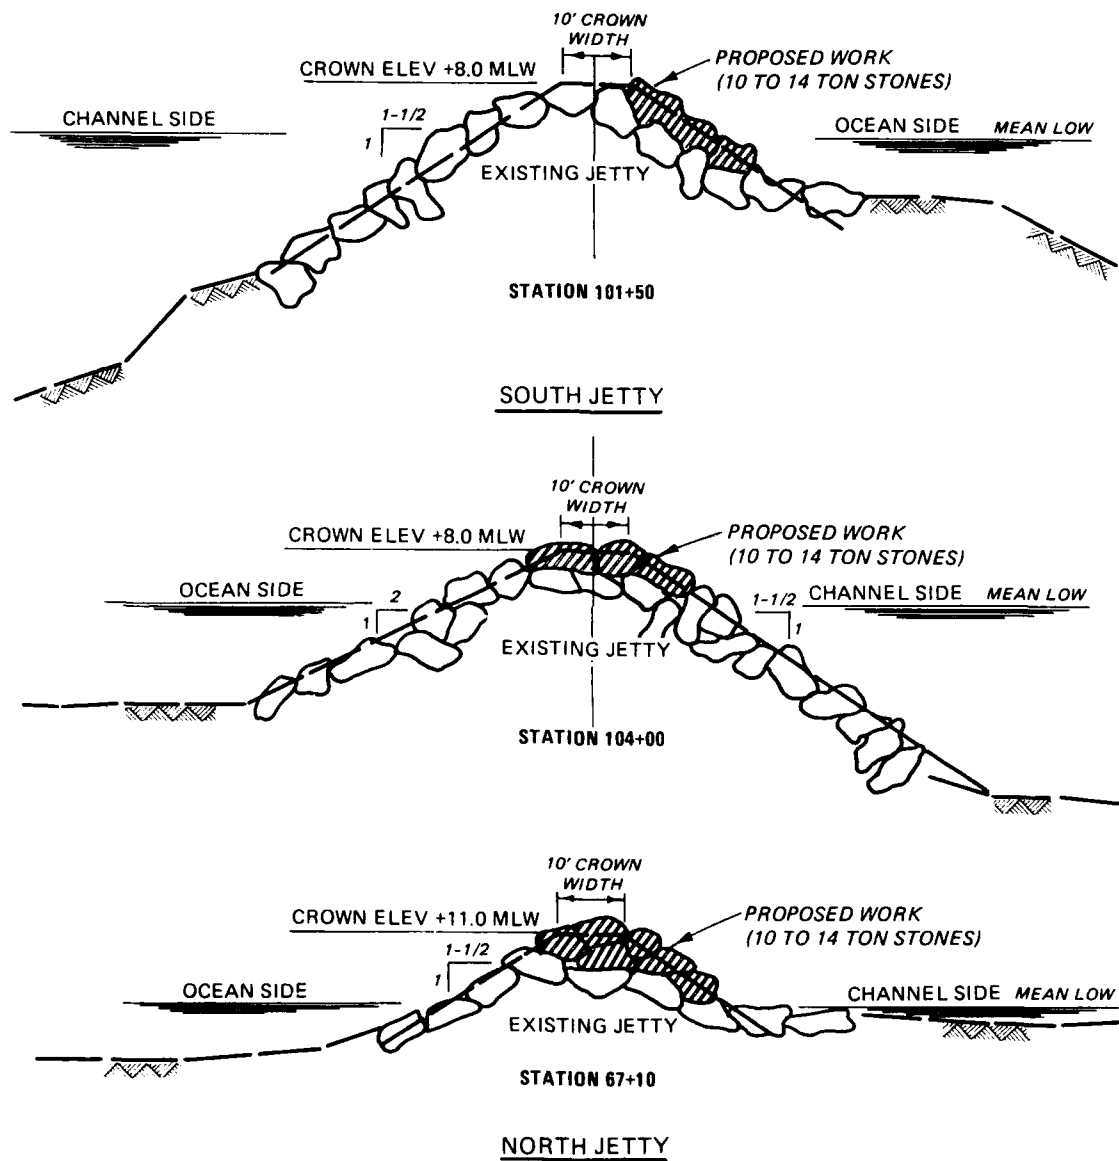 10' CROWN
WIDTH
PROPOSED WORK
(10 TO 14 TON STONES)
CROWN ELEV +8.0 MLW
CHANNEL SIDE
1-1/2
1
OCEAN SIDE MEAN LOW
EXISTING JETTY
STATION 101+50
SOUTH JETTY
10' CROWN
WIDTH
CROWN ELEV +8.0 MLW
PROPOSED WORK
(10 TO 14 TON STONES)
OCEAN SIDE
2
1
1-1/2
1
CHANNEL SIDE MEAN LOW
EXISTING JETTY
STATION 104+00
10' CROWN
WIDTH
CROWN ELEV +11.0 MLW
PROPOSED WORK
(10 TO 14 TON STONES)
1-1/2
1
OCEAN SIDE
CHANNEL SIDE MEAN LOW
EXISTING JETTY
STATION 67+10
NORTH JETTY